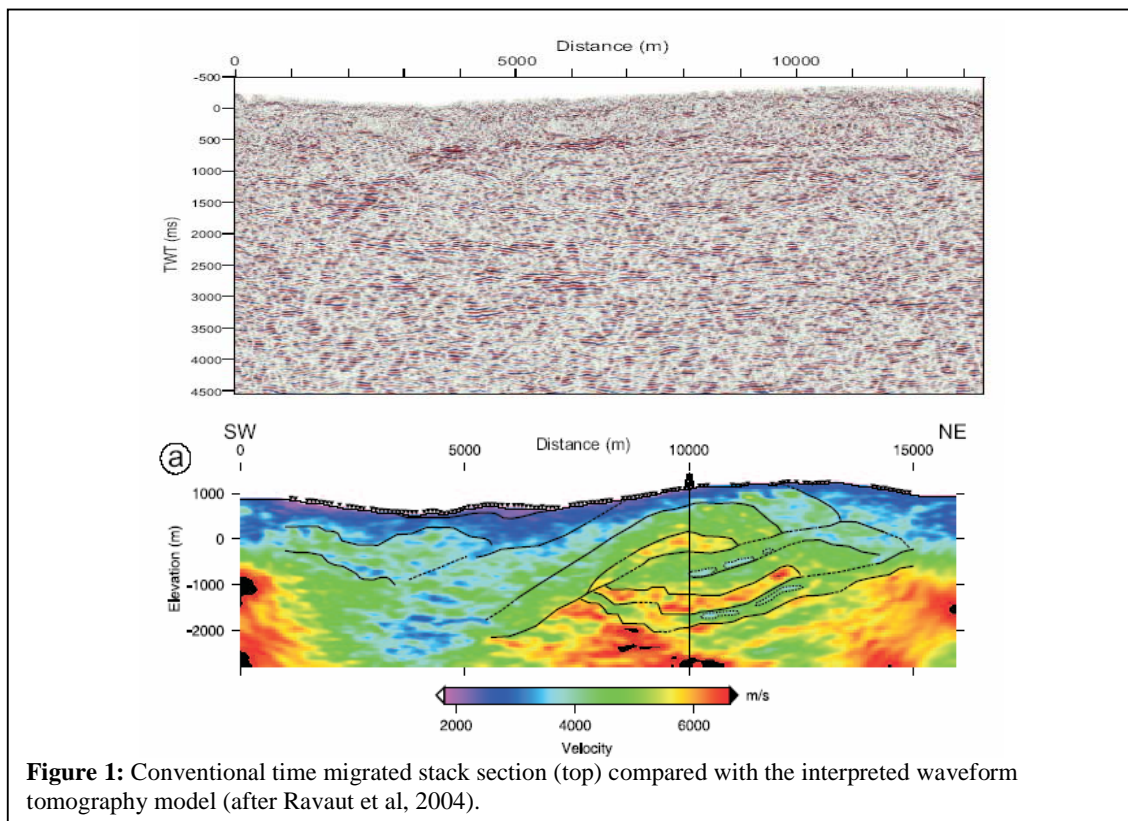 Distance (m)
0 5000 10000
-500
0
500
1000
1500
2000
2500
3000
3500
4000
4500
TWT (ms)
SW NE
a 0 5000 Distance (m) 10000 15000
1000
0
-1000
-2000
Elevation (m)
m/s
2000 4000 6000
Velocity
Figure 1: Conventional time migrated stack section (top) compared with the interpreted waveform
tomography model (after Ravaut et al, 2004).